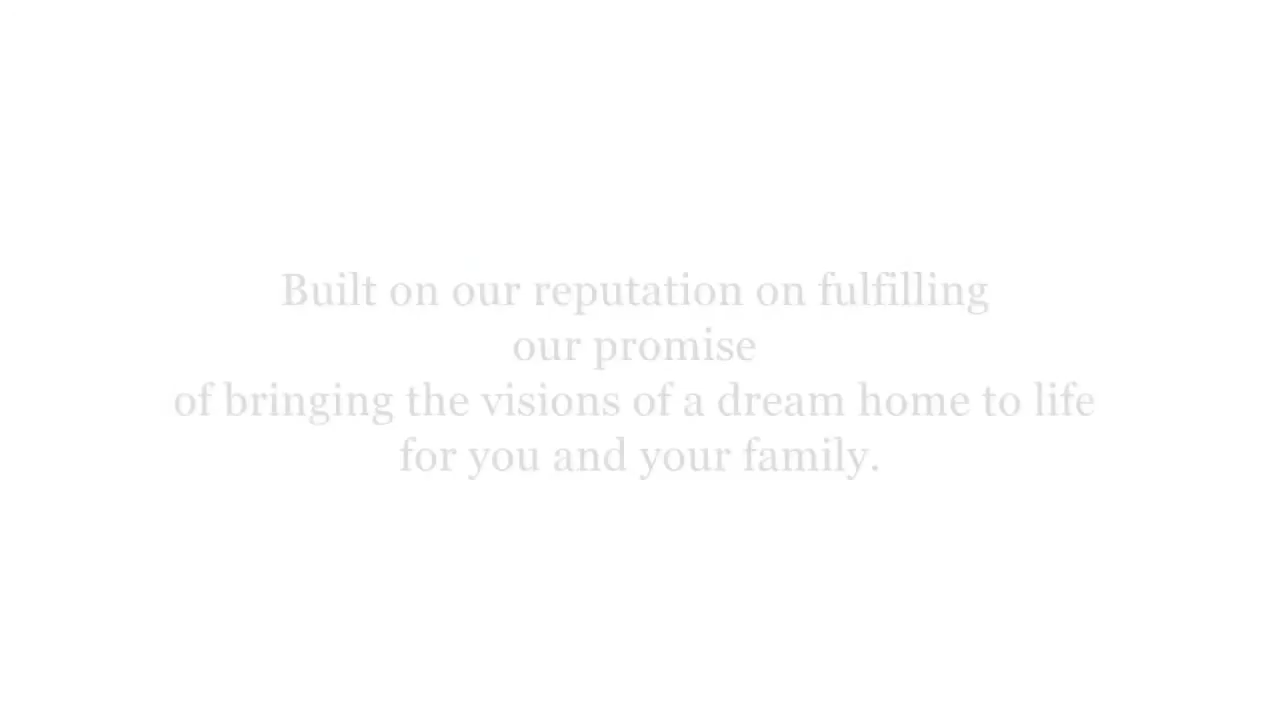 Built on our reputation on fulfilling
our promise
of bringing the visions of a dream home to life
for you and your family.